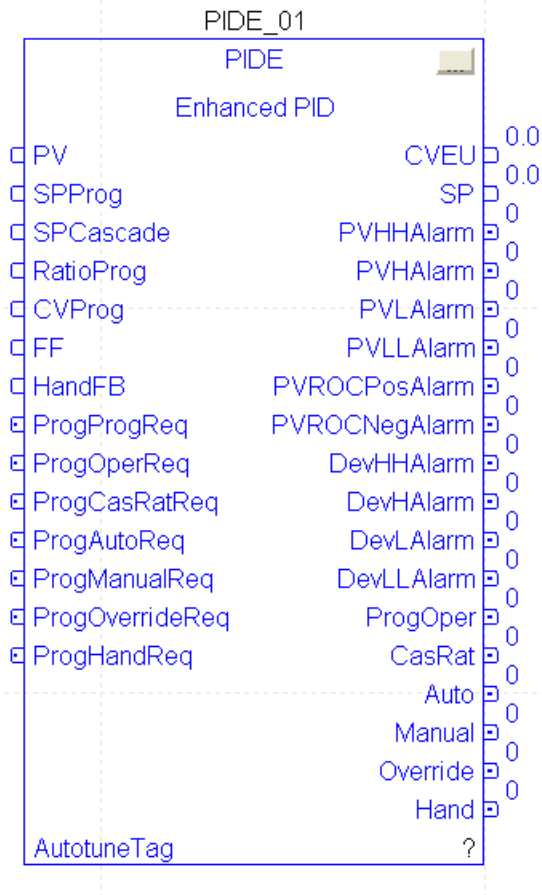 PIDE_01
PIDE
...
Enhanced PID
PV CVEU 0.0
SPProg SP 0.0
SPCascade PVHHAlarm 0
RatioProg PVHAlarm 0
CVProg PVLAlarm 0
FF PVLLAlarm 0
HandFB PVROCPosAlarm 0
ProgProgReq PVROCNegAlarm 0
ProgOperReq DevHHAlarm 0
ProgCasRatReq DevHAlarm 0
ProgAutoReq DevLAlarm 0
ProgManualReq DevLLAlarm 0
ProgOverrideReq ProgOper 0
ProgHandReq CasRat 0
Auto 0
Manual 0
Override 0
Hand 0
AutotuneTag ?